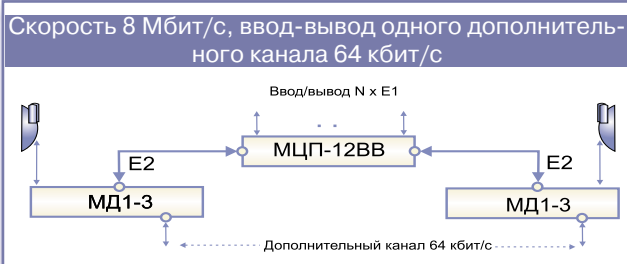 Скорость 8 Мбит/с, ввод-вывод одного дополнитель-
ного канала 64 кбит/с
Ввод/вывод N x E1
МЦП-12ВВ
E2
E2
МД1-3
МД1-3
Дополнительный канал 64 кбит/с